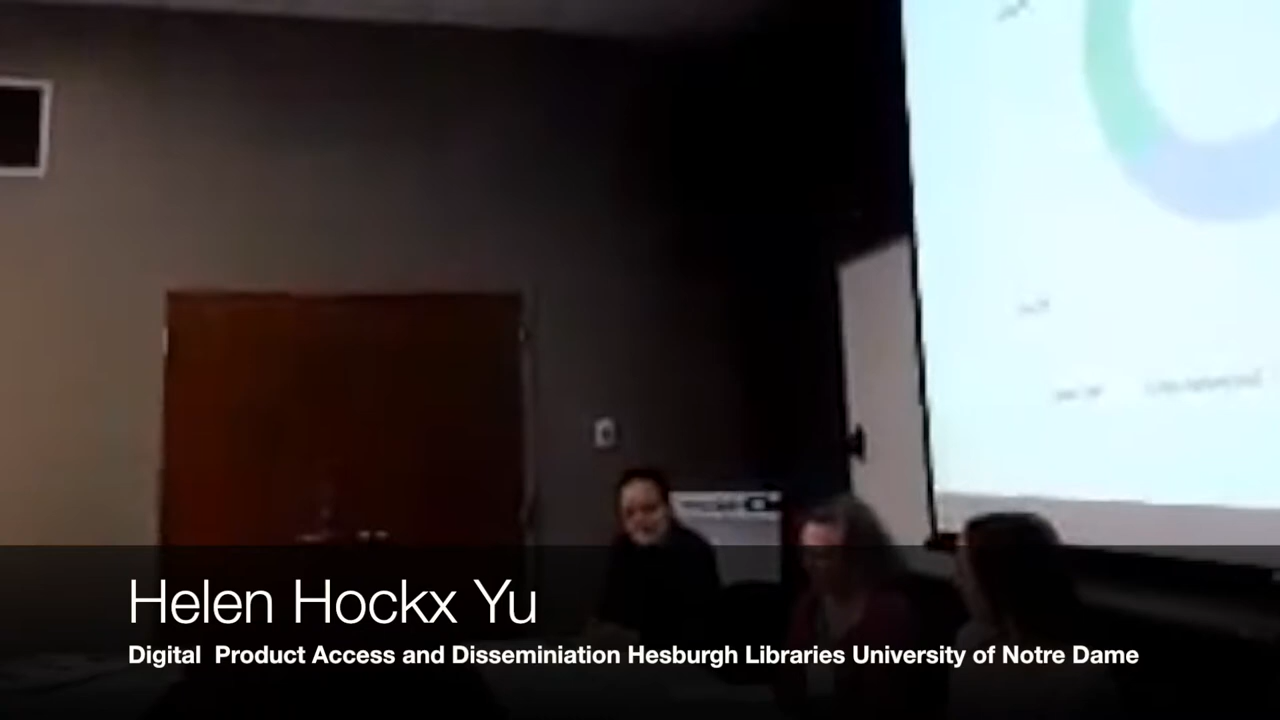 Helen Hockx Yu
Digital  Product Access and Disseminiation Hesburgh Libraries University of Notre Dame